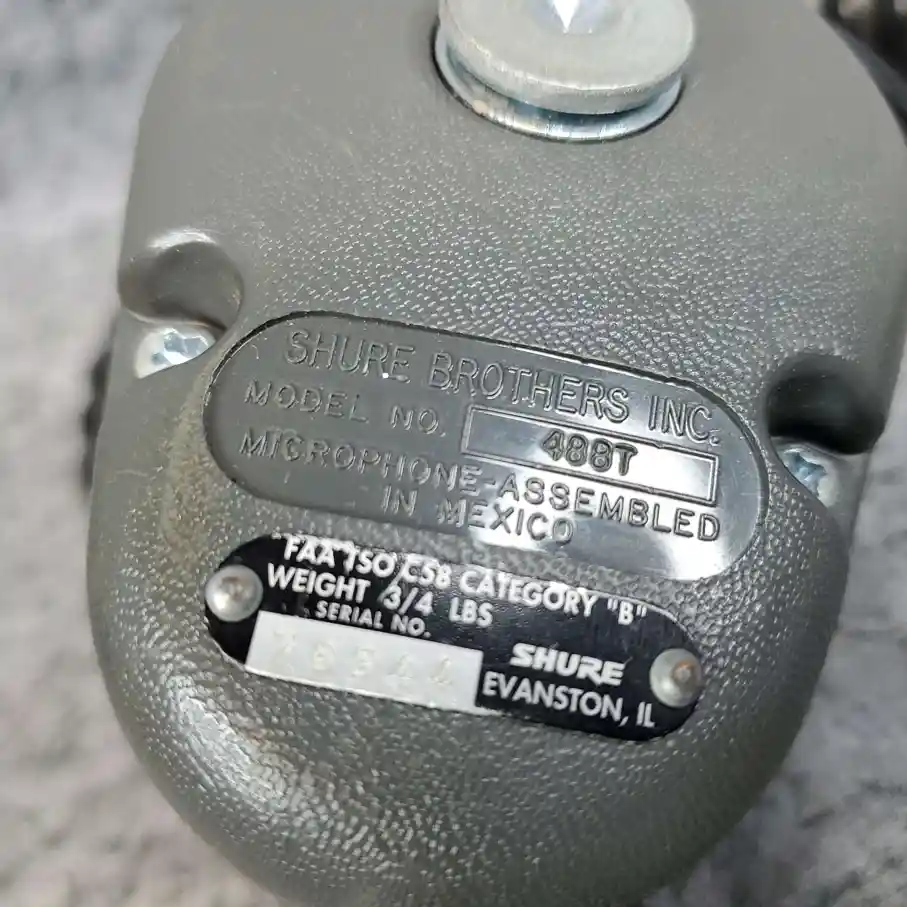 SHURE BROTHERS INC.
MODEL NO. 488T
MICROPHONE-ASSEMBLED
IN MEXICO
FAA TSO C58 CATEGORY "B"
WEIGHT 3/4 LBS
SERIAL NO.
SHURE
EVANSTON, IL